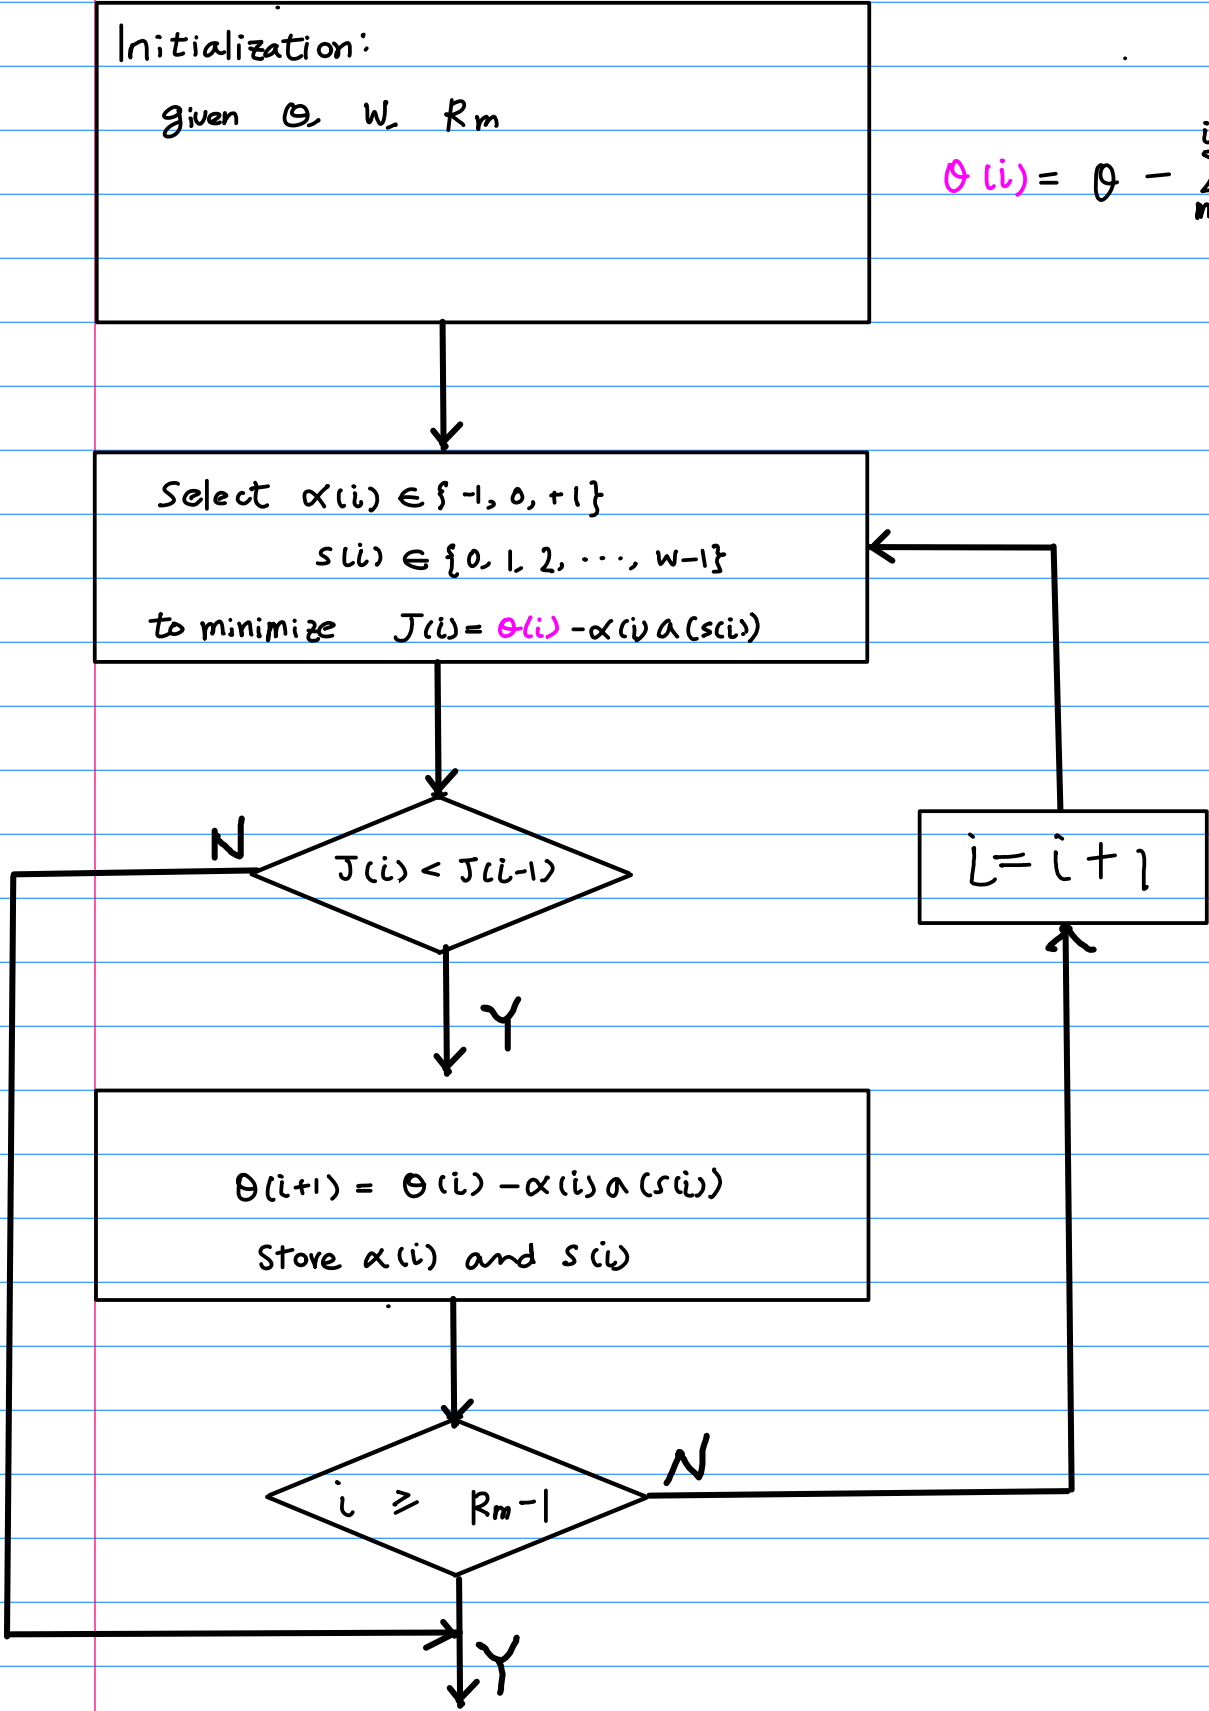 Initialization:
given θ, W, Rm
θ(i) = θ -
Select α(i) ∈ { -1, 0, +1}
s(i) ∈ {0, 1, 2, ..., W-1}
to minimize J(i) = θ(i) - α(i) a(s(i))
N
J(i) < J(i-1)
i = i + 1
Y
θ(i+1) = θ(i) - α(i) a(s(i))
Store α(i) and s(i)
N
i ≥ Rm-1
Y